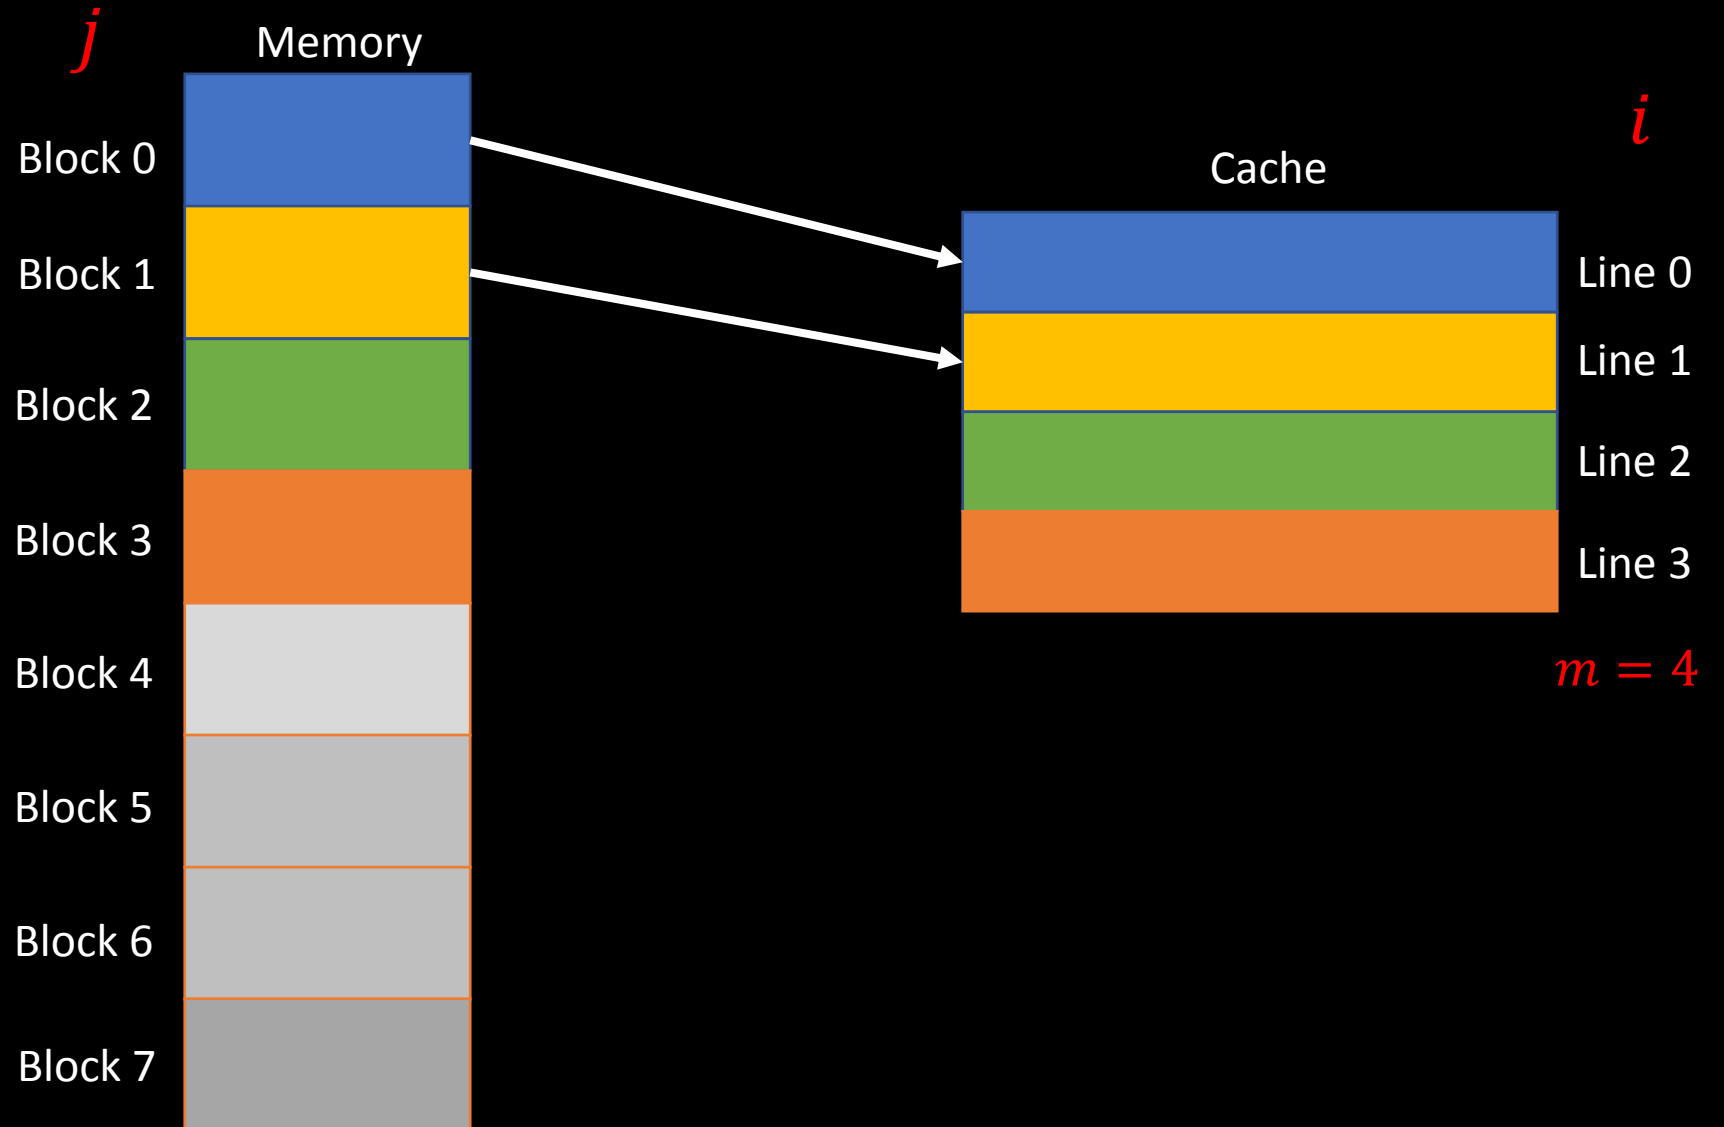 j
Memory
Block 0
Block 1
Block 2
Block 3
Block 4
Block 5
Block 6
Block 7
i
Cache
Line 0
Line 1
Line 2
Line 3
m = 4